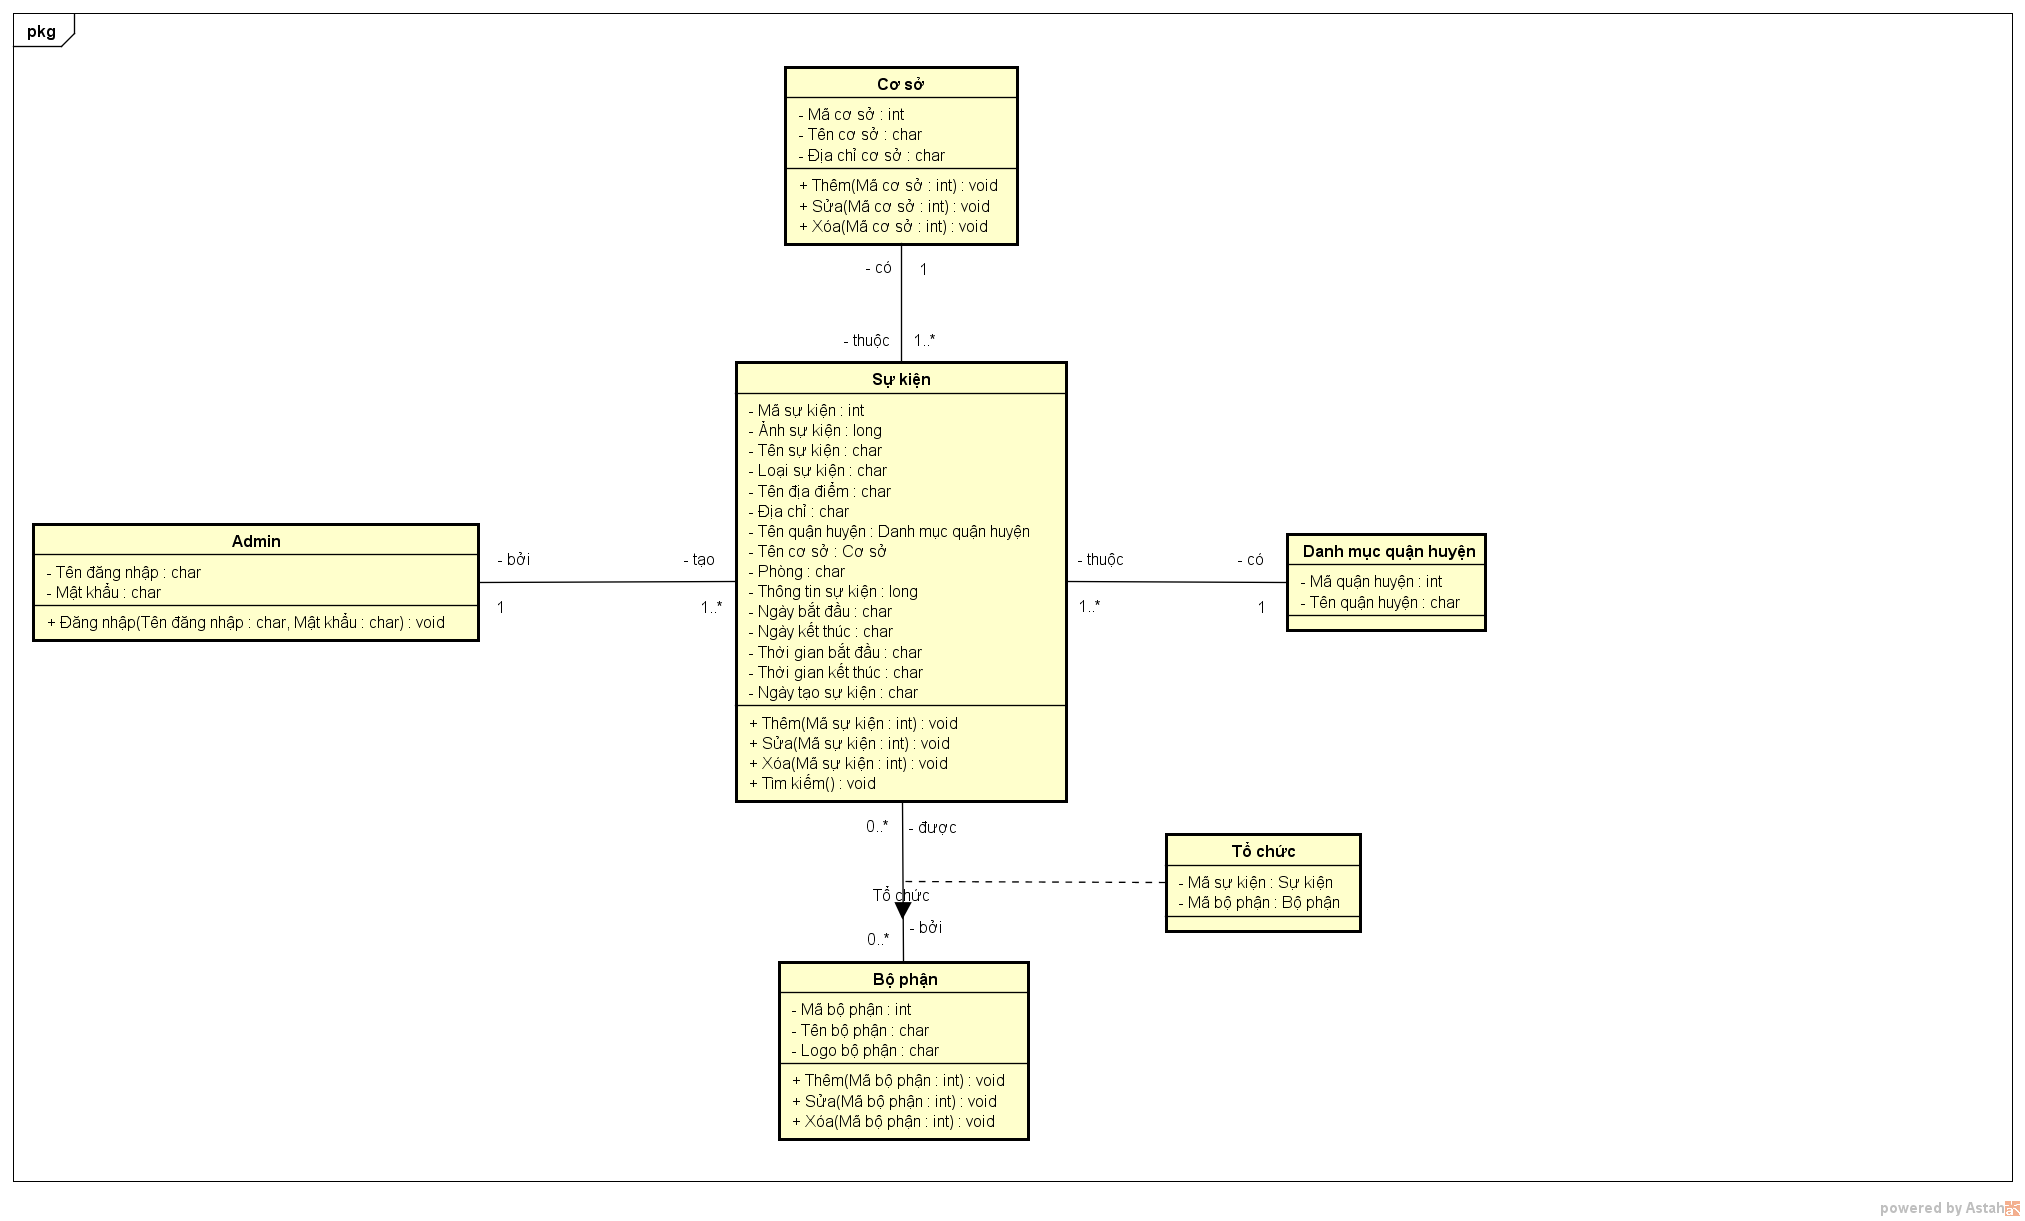 pkg
Cơ sở
- Mã cơ sở : int
- Tên cơ sở : char
- Địa chỉ cơ sở : char
+ Thêm(Mã cơ sở : int) : void
+ Sửa(Mã cơ sở : int) : void
+ Xóa(Mã cơ sở : int) : void
- có
1
- thuộc
1..*
Sự kiện
- Mã sự kiện : int
- Ảnh sự kiện : long
- Tên sự kiện : char
- Loại sự kiện : char
- Tên địa điểm : char
- Địa chỉ : char
- Tên quận huyện : Danh mục quận huyện
- Tên cơ sở : Cơ sở
- Phòng : char
- Thông tin sự kiện : long
- Ngày bắt đầu : char
- Ngày kết thúc : char
- Thời gian bắt đầu : char
- Thời gian kết thúc : char
- Ngày tạo sự kiện : char
+ Thêm(Mã sự kiện : int) : void
+ Sửa(Mã sự kiện : int) : void
+ Xóa(Mã sự kiện : int) : void
+ Tìm kiếm() : void
Admin
- Tên đăng nhập : char
- Mật khẩu : char
+ Đăng nhập(Tên đăng nhập : char, Mật khẩu : char) : void
- bởi
- tạo
1
1..*
- thuộc
- có
1..*
1
Danh mục quận huyện
- Mã quận huyện : int
- Tên quận huyện : char
0..*
- được
Tổ chức
- bởi
0..*
Tổ chức
- Mã sự kiện : Sự kiện
- Mã bộ phận : Bộ phận
Bộ phận
- Mã bộ phận : int
- Tên bộ phận : char
- Logo bộ phận : char
+ Thêm(Mã bộ phận : int) : void
+ Sửa(Mã bộ phận : int) : void
+ Xóa(Mã bộ phận : int) : void
powered by Astah